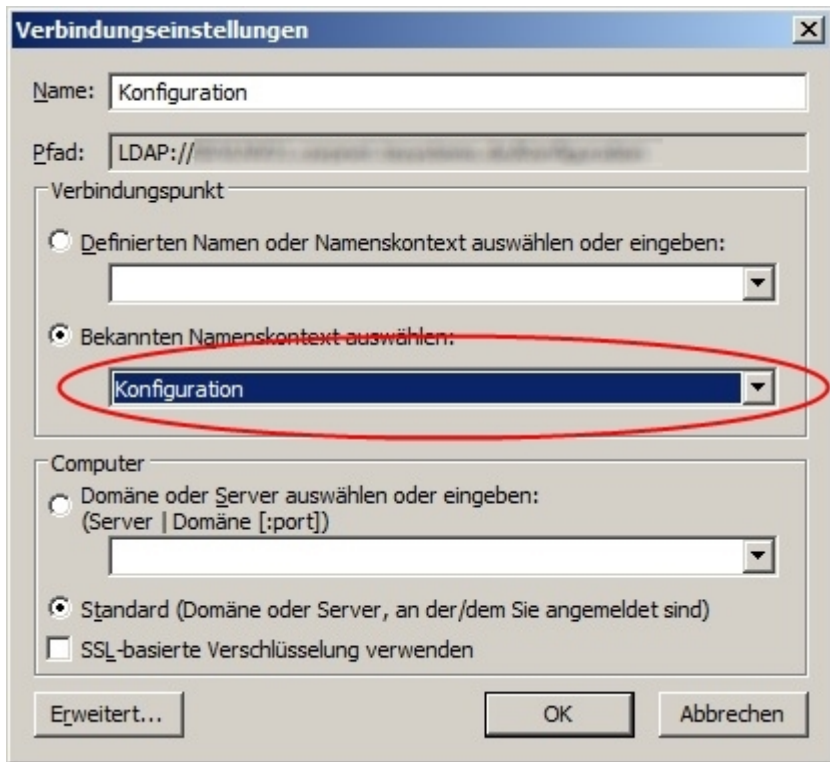 Verbindungseinstellungen
Name: Konfiguration
Pfad: LDAP://
Verbindungspunkt
Definierten Namen oder Namenskontext auswählen oder eingeben:
Bekannten Namenskontext auswählen:
Konfiguration
Computer
Domäne oder Server auswählen oder eingeben:
(Server | Domäne [:port])
Standard (Domäne oder Server, an der/dem Sie angemeldet sind)
SSL-basierte Verschlüsselung verwenden
Erweitert... OK Abbrechen